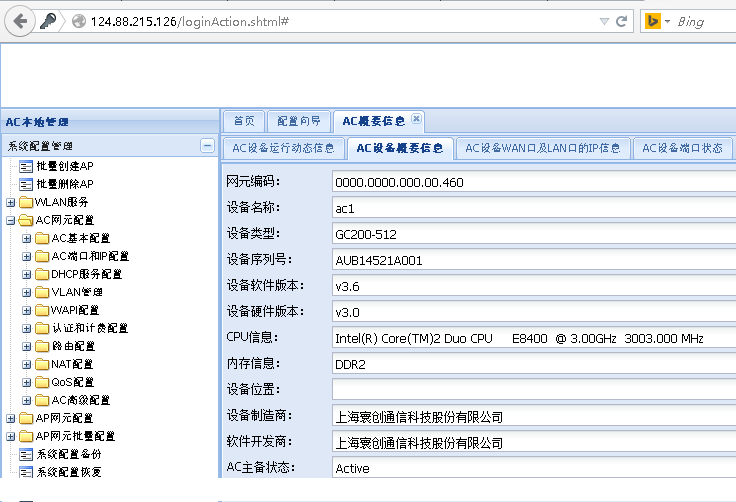 124.88.215.126/loginAction.shtml#
Bing
AC本地管理
首页 配置向导 AC概要信息
系统配置管理
AC设备运行动态信息 AC设备概要信息 AC设备WAN口及LAN口的IP信息 AC设备端口状态
批量创建AP
批量删除AP
WLAN服务
AC网元配置
AC基本配置
AC端口和IP配置
DHCP服务配置
VLAN管理
WAPI配置
认证和计费配置
路由配置
NAT配置
QoS配置
AC高级配置
AP网元配置
AP网元批量配置
系统配置备份
系统配置恢复
网元编码： 0000.0000.000.00.460
设备名称： ac1
设备类型： GC200-512
设备序列号： AUB14521A001
设备软件版本： v3.6
设备硬件版本： v3.0
CPU信息： Intel(R) Core(TM)2 Duo CPU E8400 @ 3.00GHz 3003.000 MHz
内存信息： DDR2
设备位置：
设备制造商： 上海寰创通信科技股份有限公司
软件开发商： 上海寰创通信科技股份有限公司
AC主备状态： Active